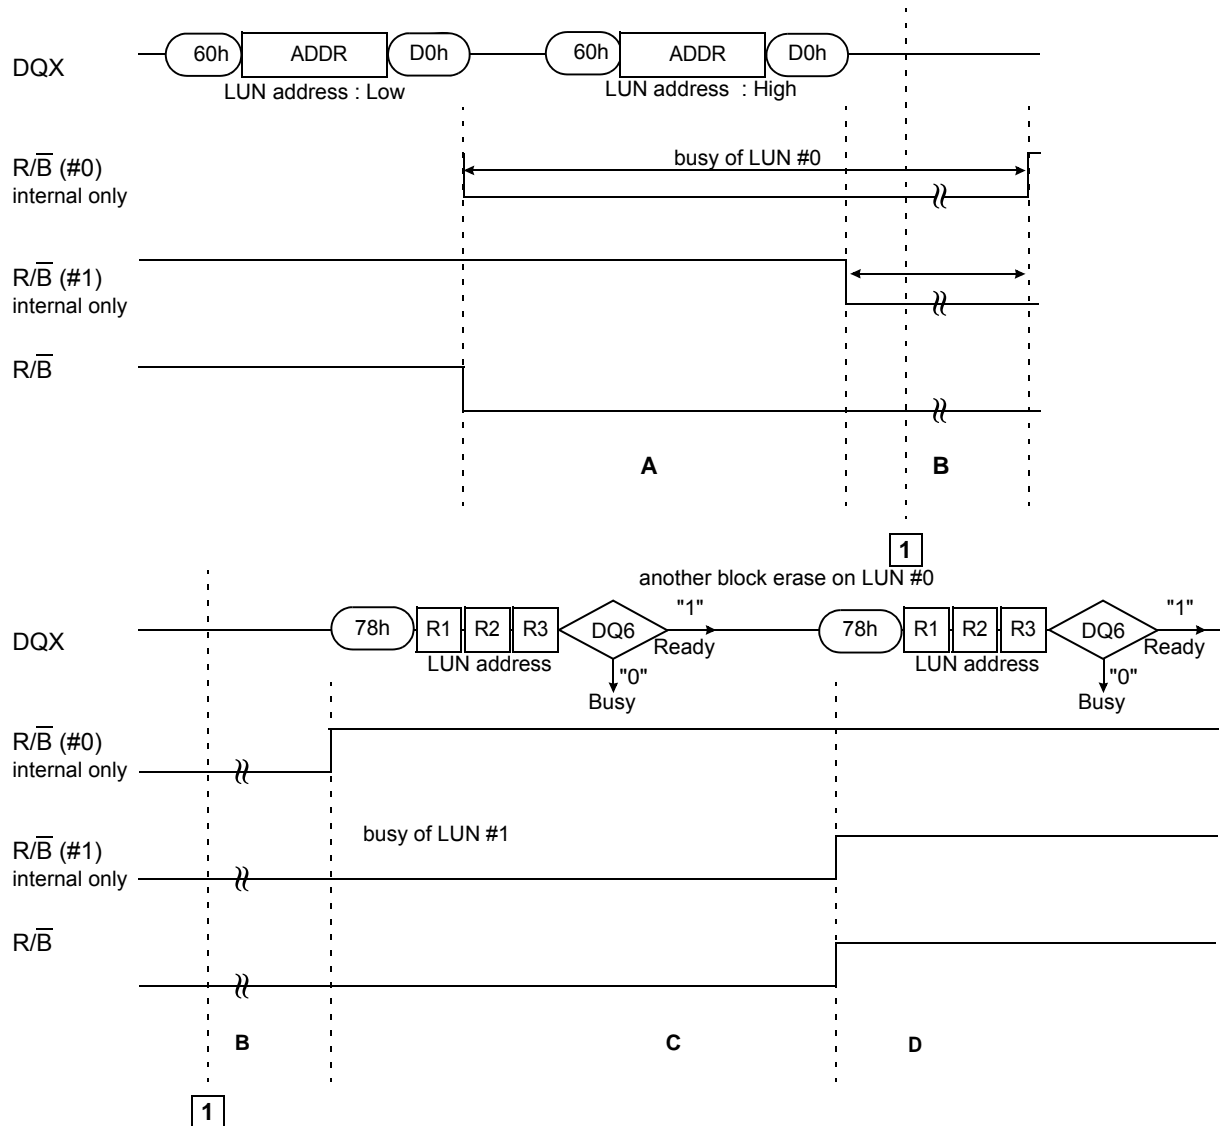 DQX 60h ADDR D0h 60h ADDR D0h
LUN address : Low LUN address : High
R/B̅ (#0) busy of LUN #0
internal only
R/B̅ (#1)
internal only
R/B̅
A B
1
another block erase on LUN #0
DQX 78h R1 R2 R3 DQ6 "1" 78h R1 R2 R3 DQ6 "1"
LUN address Ready LUN address Ready
"0" "0"
Busy Busy
R/B̅ (#0)
internal only
busy of LUN #1
R/B̅ (#1)
internal only
R/B̅
B C D
1